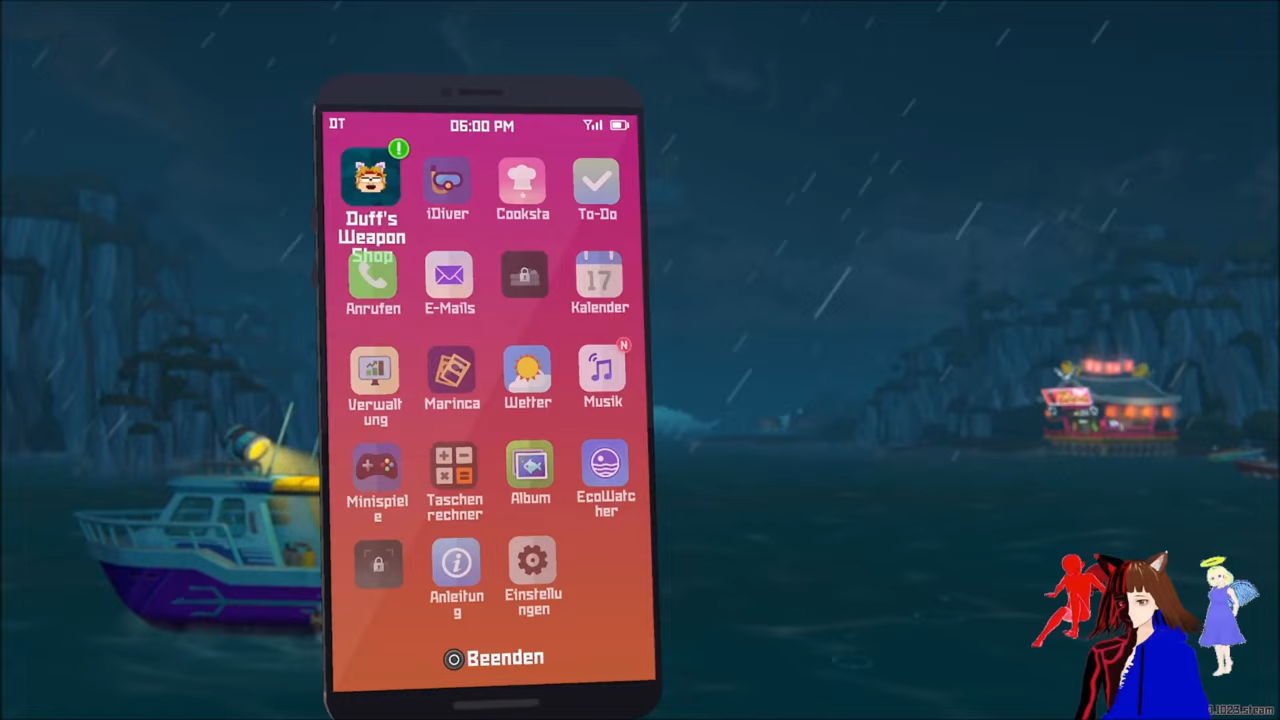 DT
06:00 PM
Duff's
Weapon
Shop
iDiver
Cooksta
To-Do
Anrufen
E-Mails
17
Kalender
Verwalt
ung
Marinca
Wetter
N
Musik
Minispiel
e
Taschen
rechner
Album
EcoWatc
her
Anleitun
g
Einstellu
ngen
Beenden